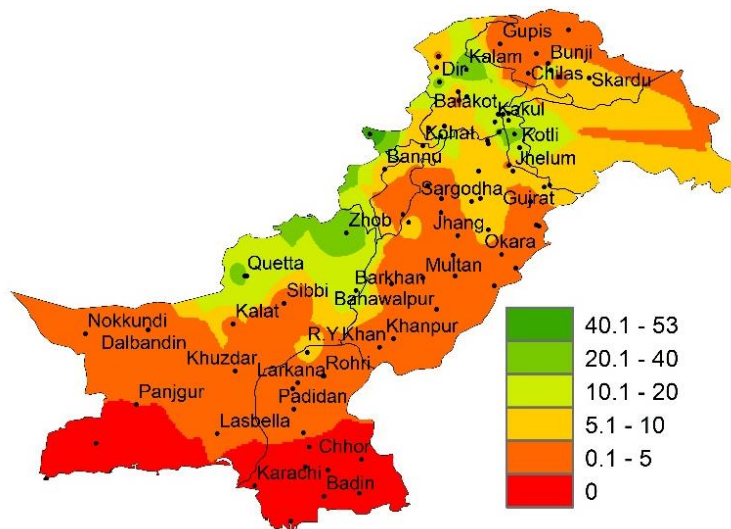 Gupis
Kalam
Bunji
Dir
Chilas
Skardu
Balakot
Kakul
Kohat
Kotli
Bannu
Jhelum
Sargodha
Gujrat
Zhob
Jhang
Okara
Quetta
Barkhan
Multan
Sibbi
Bahawalpur
Nokkundi
Kalat
Dalbandin
R.Y.Khan
Khanpur
Khuzdar
Larkana
Rohri
Panjgur
Padidan
Lasbella
Chhor
Karachi
Badin
40.1 - 53
20.1 - 40
10.1 - 20
5.1 - 10
0.1 - 5
0